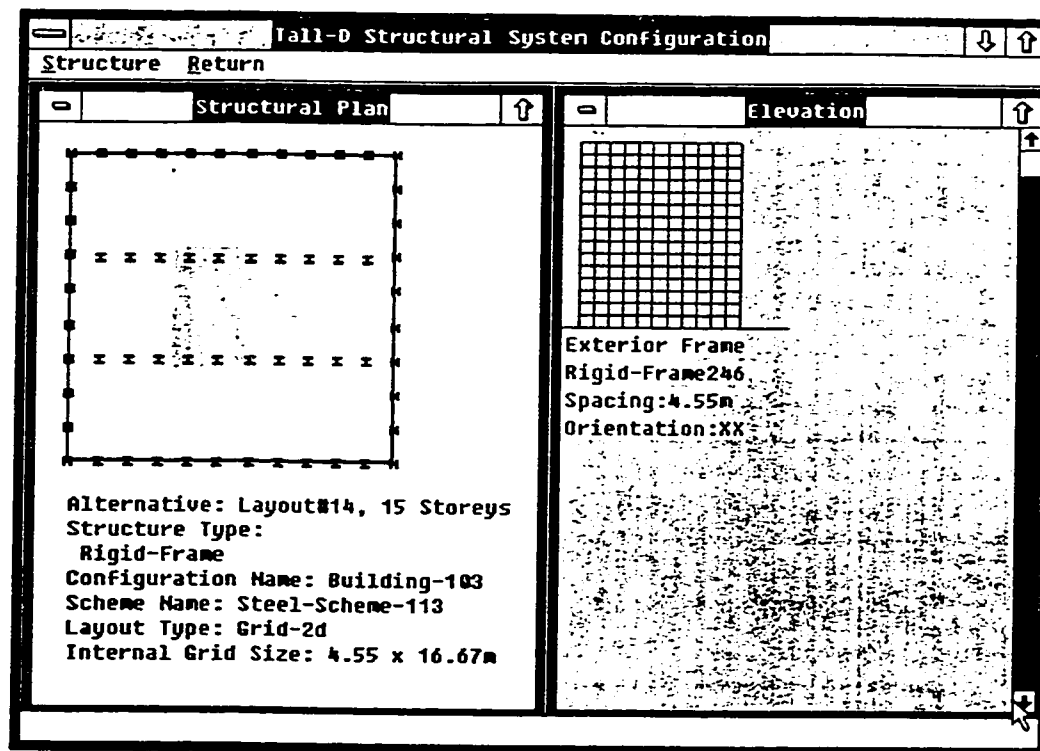 Tall-D Structural System Configuration
Structure Return
Structural Plan
Alternative: Layout#14, 15 Storeys
Structure Type:
Rigid-Frame
Configuration Name: Building-103
Scheme Name: Steel-Scheme-113
Layout Type: Grid-2d
Internal Grid Size: 4.55 x 16.67m
Elevation
Exterior Frame
Rigid-Frame246
Spacing:4.55m
Orientation:XX